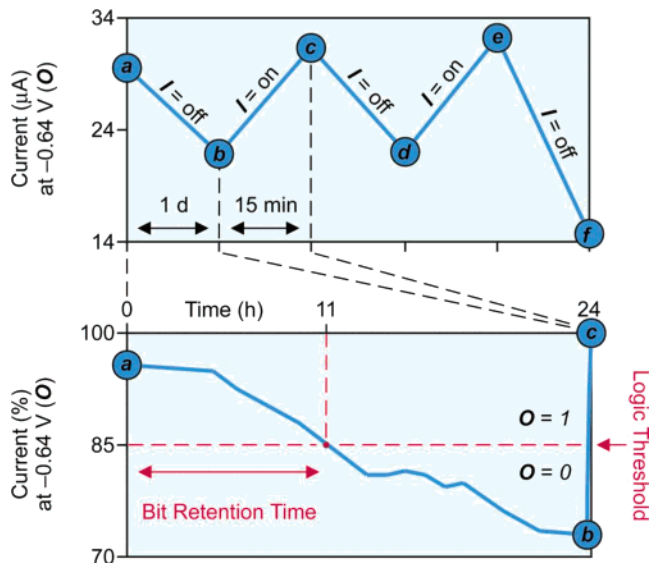 34
24
14
Current (μA)
at –0.64 V (O)
a
I = off
b
I = on
c
I = off
d
I = on
e
I = off
f
1 d
15 min
0
Time (h)
11
24
100
85
70
Current (%)
at –0.64 V (O)
a
c
b
O = 1
O = 0
Bit Retention Time
Logic Threshold